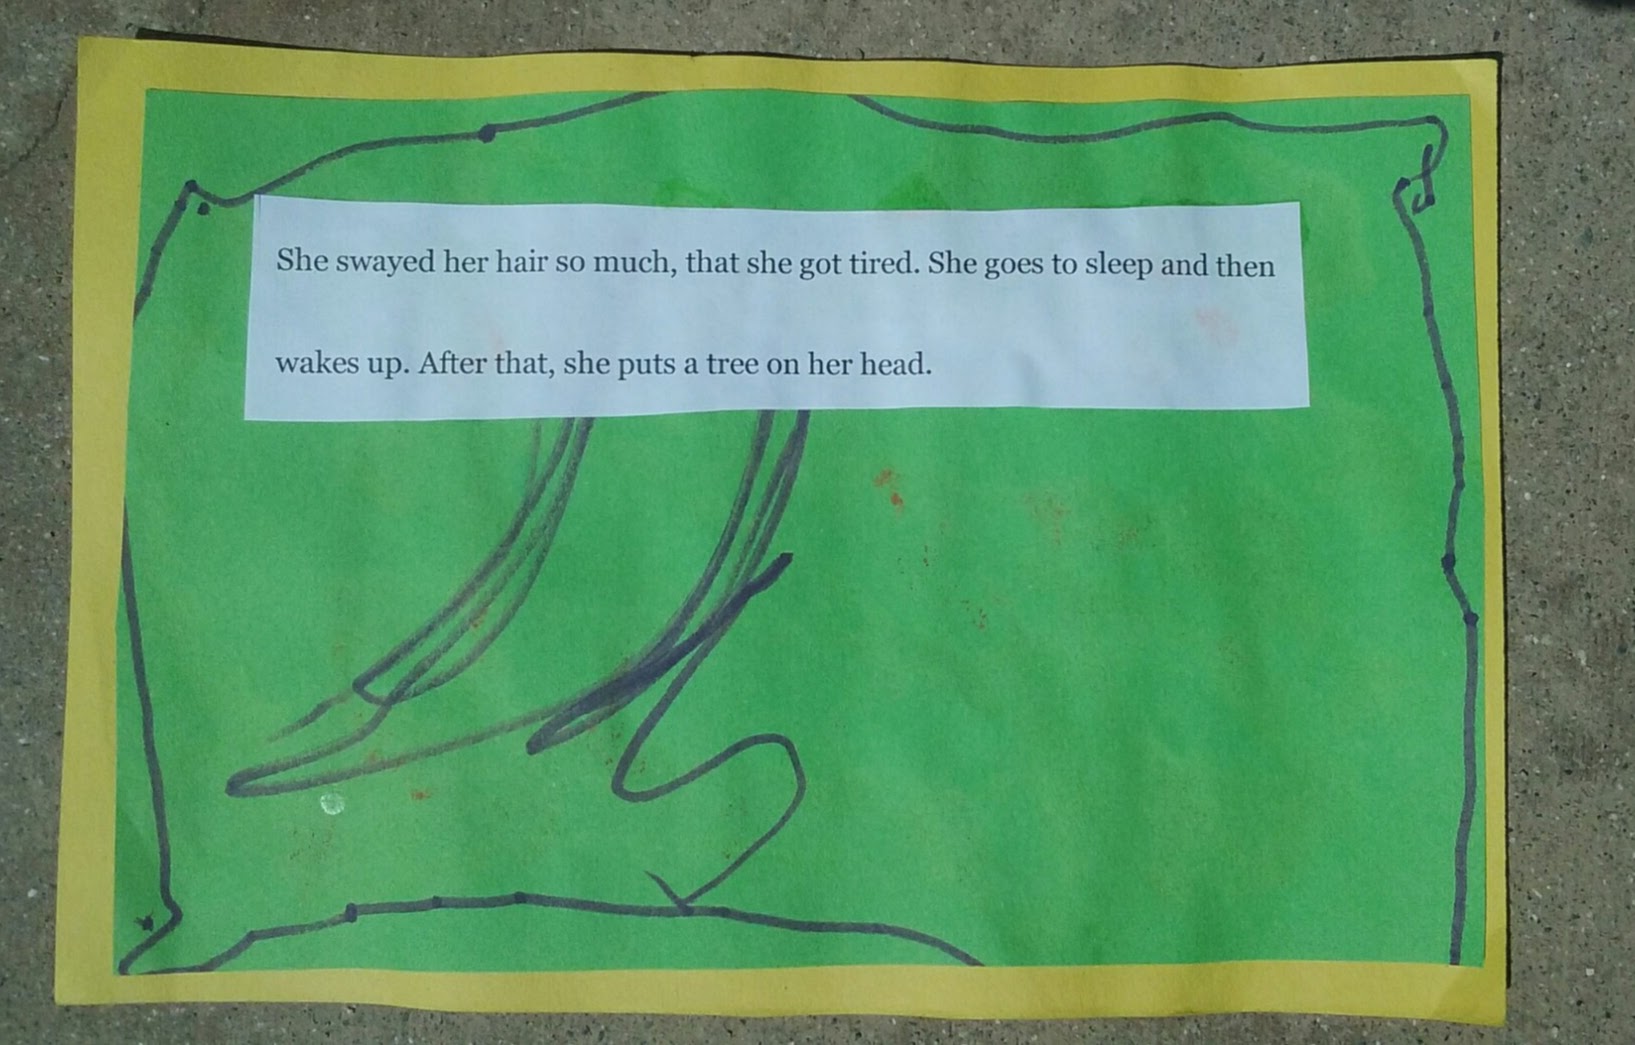 She swayed her hair so much, that she got tired. She goes to sleep and then
wakes up. After that, she puts a tree on her head.